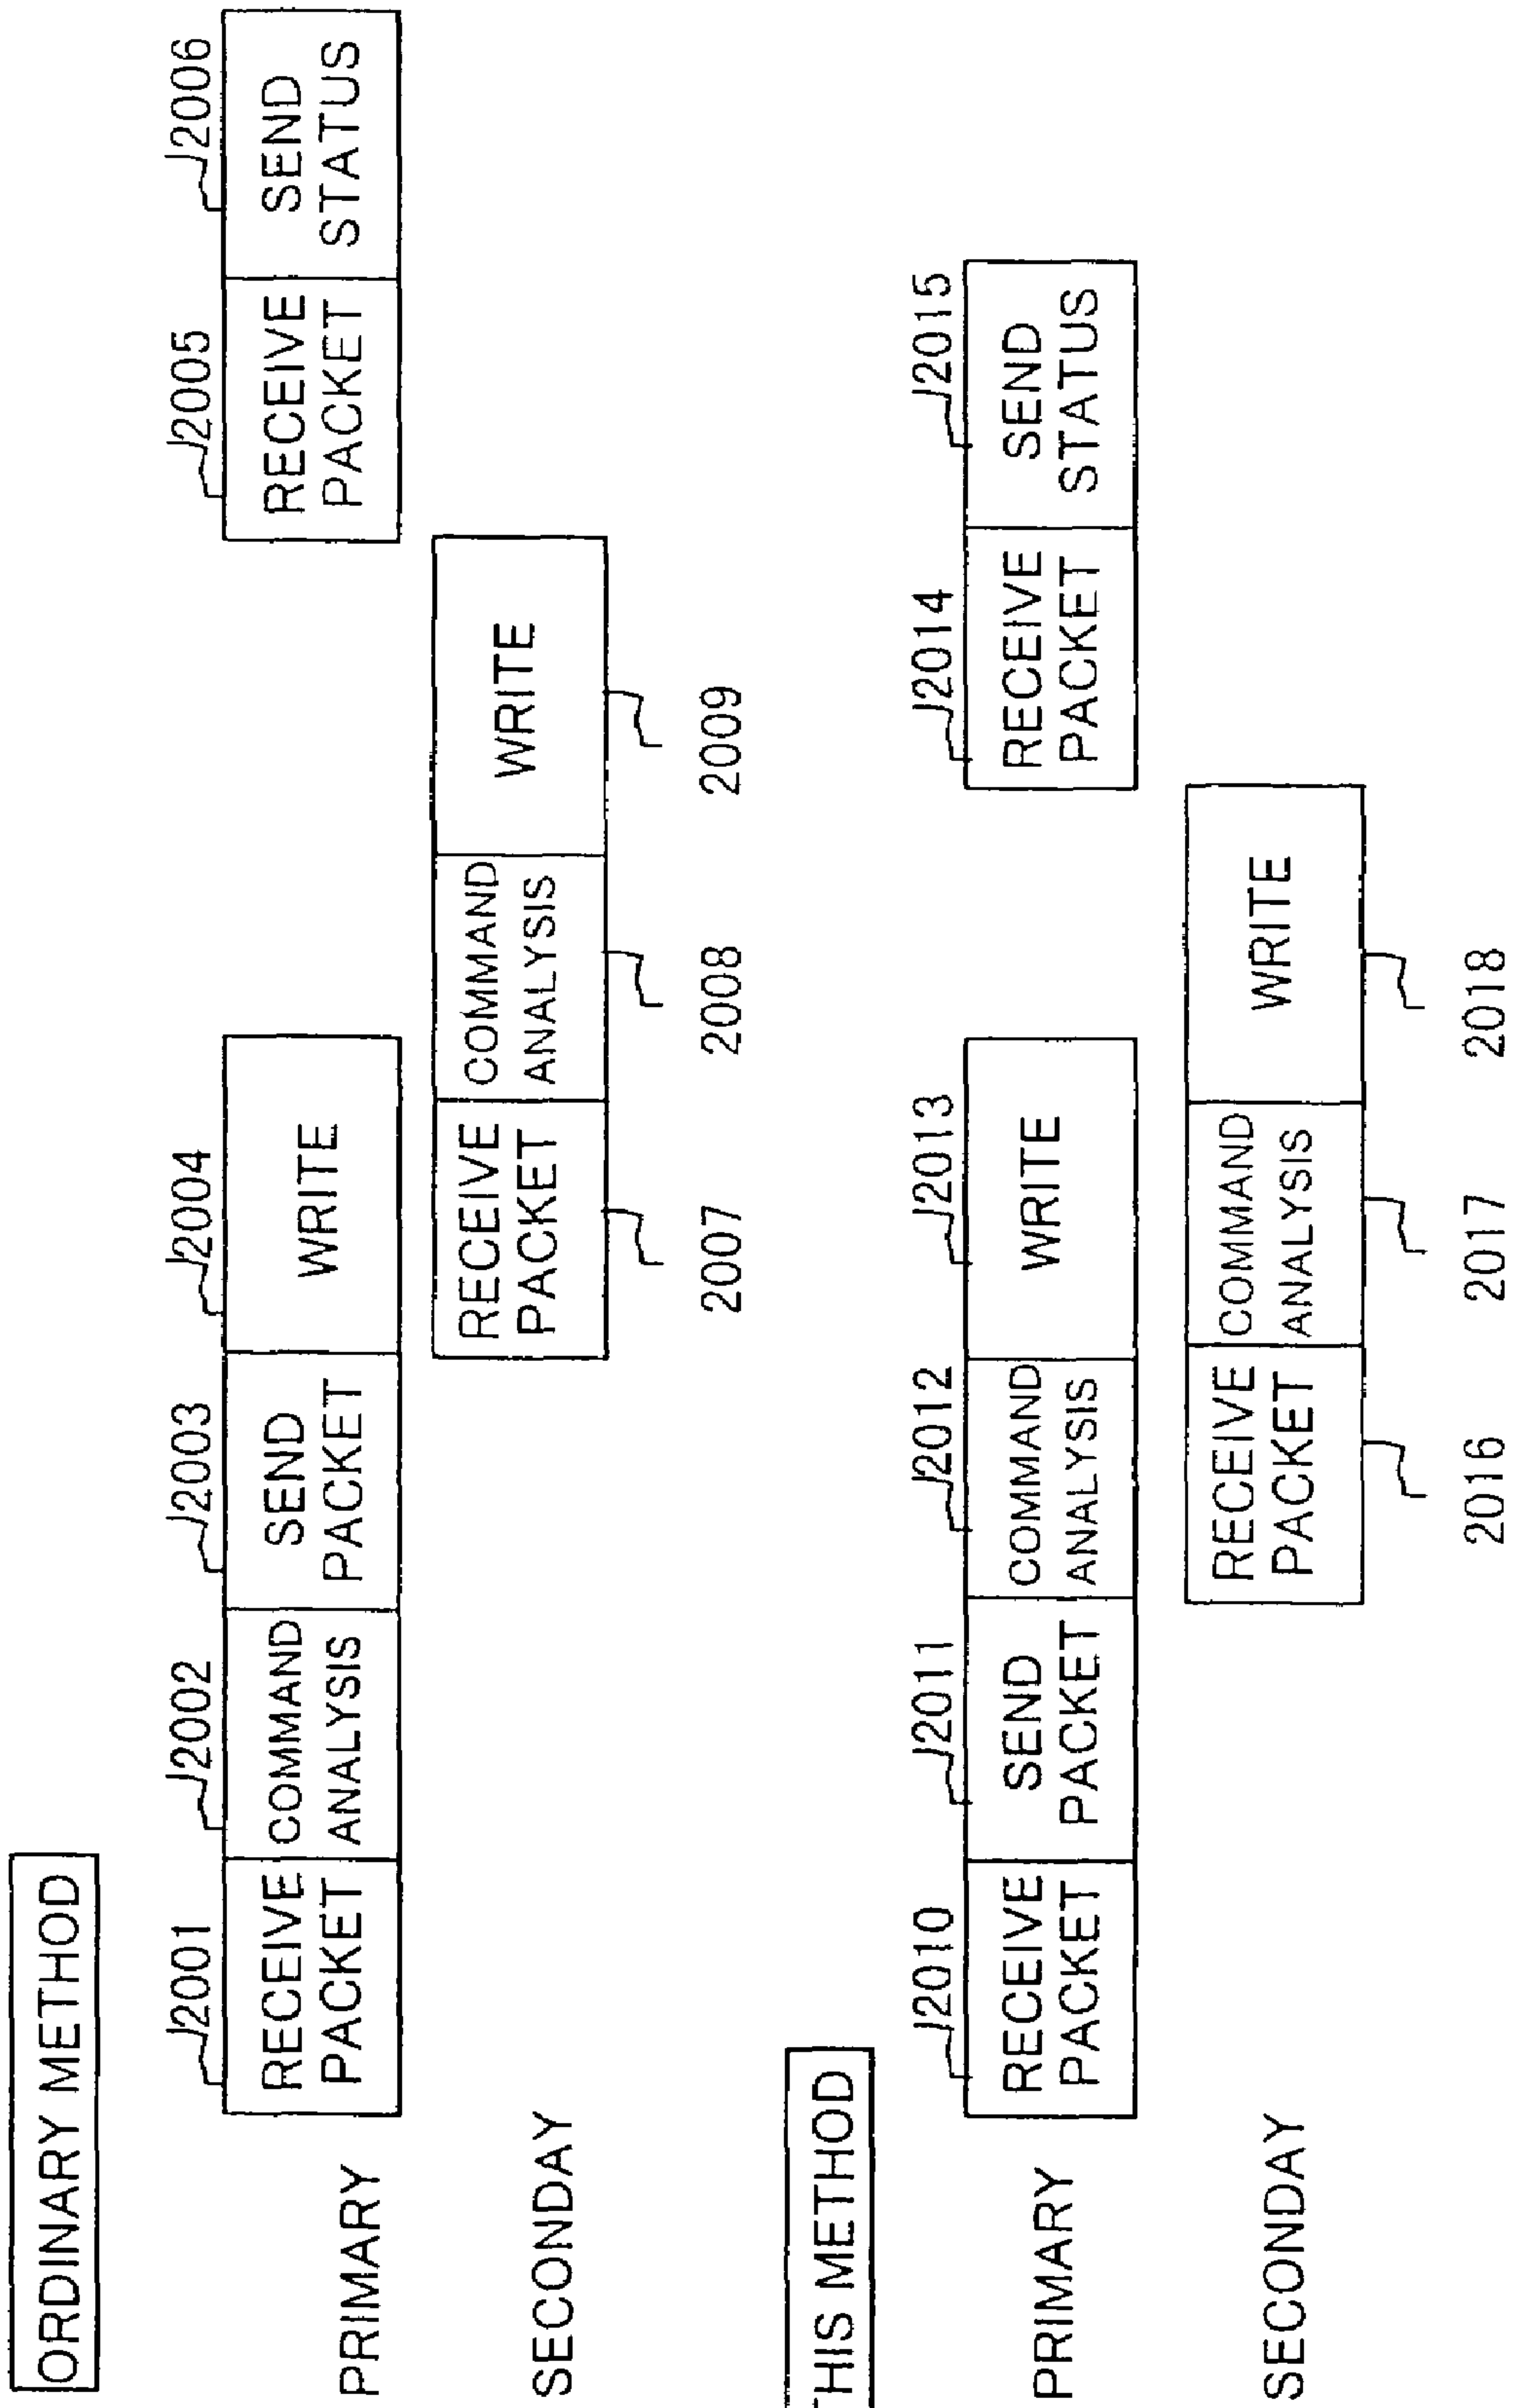 ORDINARY METHOD
2001
2002
2003
2004
2005
2006
PRIMARY
RECEIVE
PACKET
COMMAND
ANALYSIS
SEND
PACKET
WRITE
RECEIVE
PACKET
SEND
STATUS
SECONDAY
RECEIVE
PACKET
COMMAND
ANALYSIS
WRITE
2007
2008
2009
THIS METHOD
2010
2011
2012
2013
2014
2015
PRIMARY
RECEIVE
PACKET
SEND
PACKET
COMMAND
ANALYSIS
WRITE
RECEIVE
PACKET
SEND
STATUS
SECONDAY
RECEIVE
PACKET
COMMAND
ANALYSIS
WRITE
2016
2017
2018